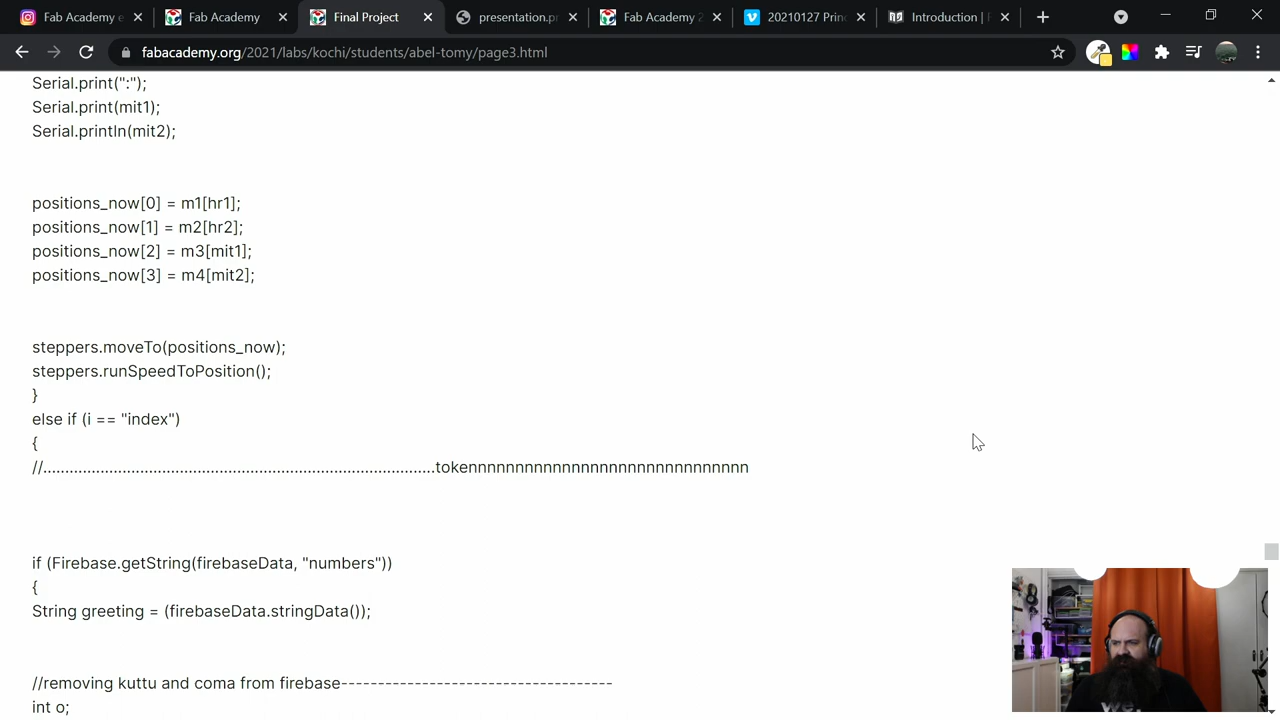 Fab Academy e
Fab Academy
Final Project
presentation.p
Fab Academy 2
20210127 Princ
Introduction |
fabacademy.org/2021/labs/kochi/students/abel-tomy/page3.html
Serial.print(":");
Serial.print(mit1);
Serial.println(mit2);
positions_now[0] = m1[hr1];
positions_now[1] = m2[hr2];
positions_now[2] = m3[mit1];
positions_now[3] = m4[mit2];
steppers.moveTo(positions_now);
steppers.runSpeedToPosition();
}
else if (i == "index")
{
//.....................................................................................tokennnnnnnnnnnnnnnnnnnnnnnnnnnnnn
if (Firebase.getString(firebaseData, "numbers"))
{
String greeting = (firebaseData.stringData());
//removing kuttu and coma from firebase------------------------------------
int o;